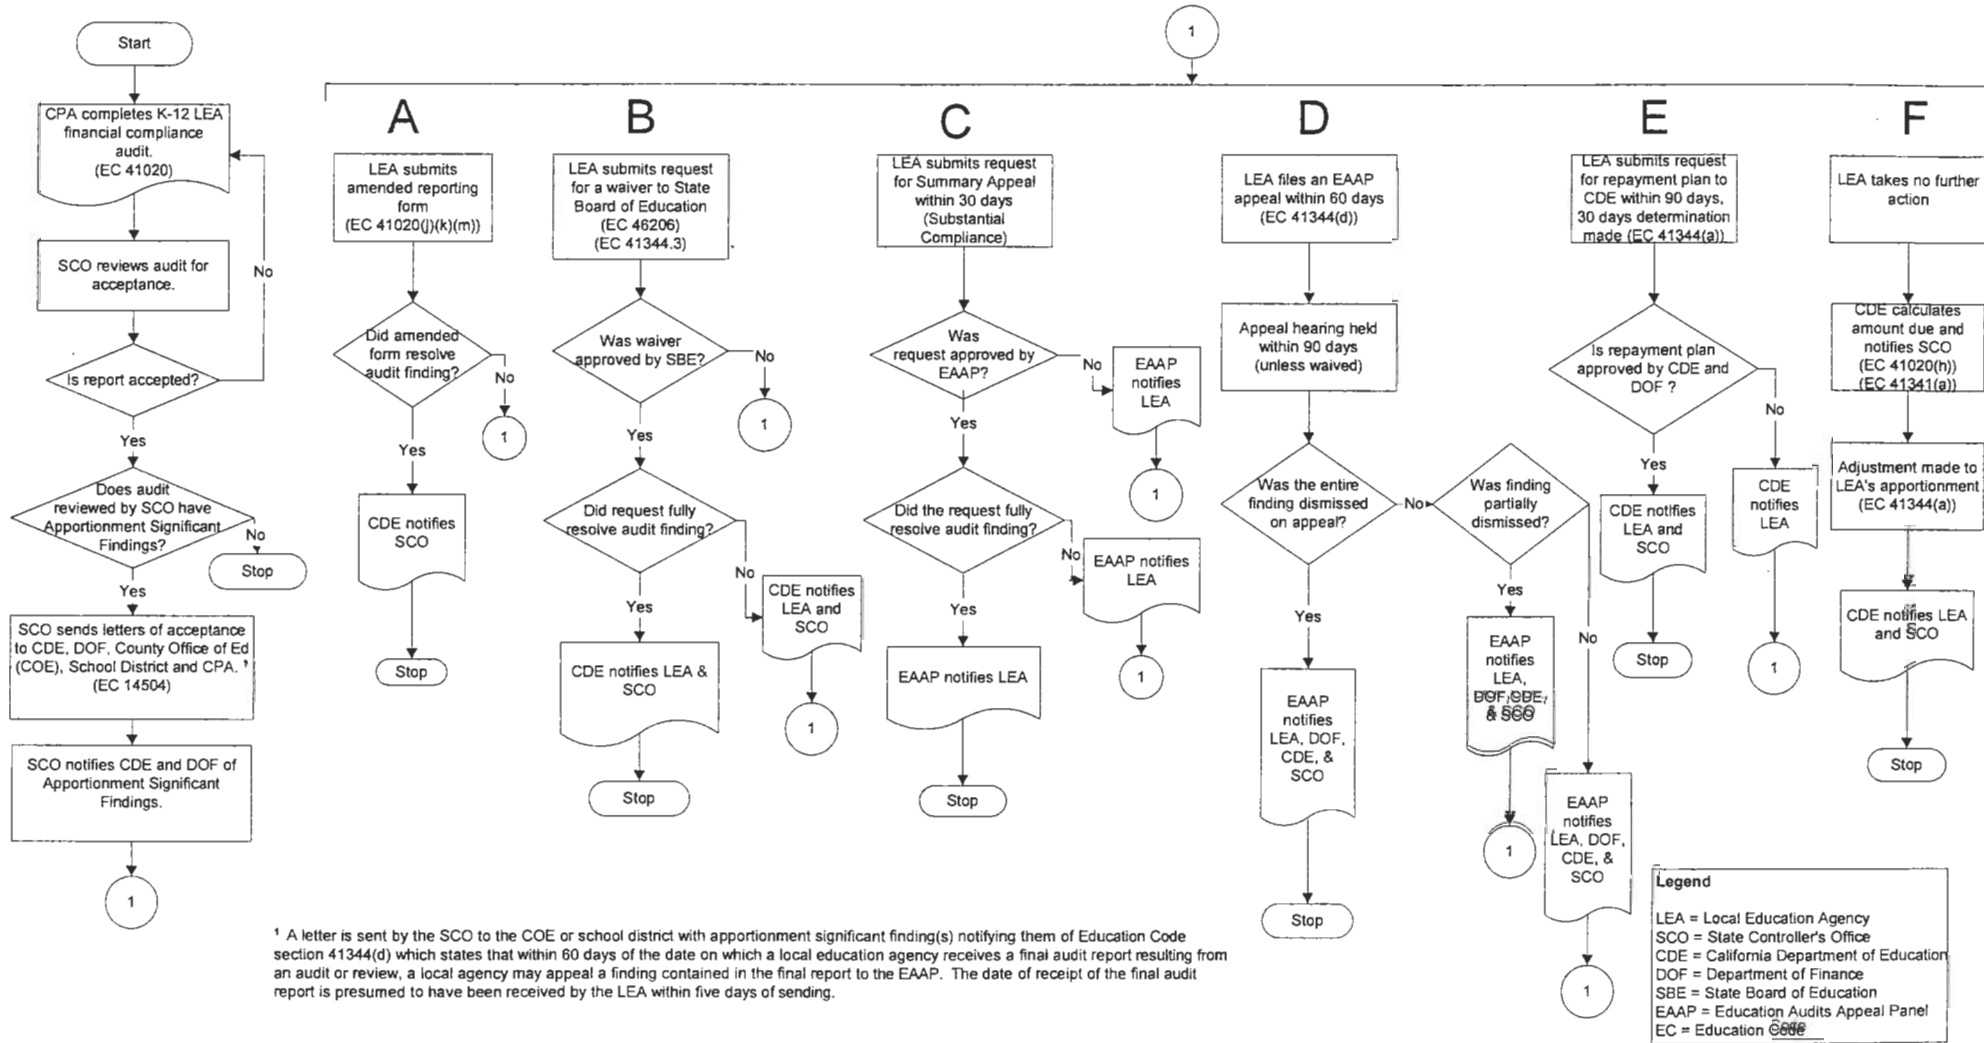 Start
CPA completes K-12 LEA
financial compliance
audit.
(EC 41020)
SCO reviews audit for
acceptance.
No
Is report accepted?
Yes
Does audit
reviewed by SCO have
Apportionment Significant
Findings?
No
Stop
Yes
SCO sends letters of acceptance
to CDE, DOF, County Office of Ed
(COE), School District and CPA. ¹
(EC 14504)
SCO notifies CDE and DOF of
Apportionment Significant
Findings.
1
1
A
LEA submits
amended reporting
form
(EC 41020(j)(k)(m))
Did amended
form resolve
audit finding?
No
1
Yes
CDE notifies
SCO
Stop
B
LEA submits request
for a waiver to State
Board of Education
(EC 46206)
(EC 41344.3)
Was waiver
approved by SBE?
No
1
Yes
Did request fully
resolve audit finding?
No
CDE notifies
LEA and
SCO
1
Yes
CDE notifies LEA &
SCO
Stop
C
LEA submits request
for Summary Appeal
within 30 days
(Substantial
Compliance)
Was
request approved by
EAAP?
No
EAAP
notifies
LEA
1
Yes
Did the request fully
resolve audit finding?
No
EAAP notifies
LEA
1
Yes
EAAP notifies LEA
Stop
D
LEA files an EAAP
appeal within 60 days
(EC 41344(d))
Appeal hearing held
within 90 days
(unless waived)
Was the entire
finding dismissed
on appeal?
No
Yes
EAAP
notifies
LEA, DOF,
CDE, &
SCO
Stop
Was finding
partially
dismissed?
Yes
EAAP
notifies
LEA,
DOF, CDE,
& SCO
1
No
EAAP
notifies
LEA, DOF,
CDE, &
SCO
1
E
LEA submits request
for repayment plan to
CDE within 90 days,
30 days determination
made (EC 41344(a))
Is repayment plan
approved by CDE and
DOF ?
No
Yes
CDE notifies
LEA and
SCO
Stop
CDE
notifies
LEA
1
F
LEA takes no further
action
CDE calculates
amount due and
notifies SCO
(EC 41020(h))
(EC 41341(a))
Adjustment made to
LEA's apportionment
(EC 41344(a))
CDE notifies LEA
and SCO
Stop
¹ A letter is sent by the SCO to the COE or school district with apportionment significant finding(s) notifying them of Education Code
section 41344(d) which states that within 60 days of the date on which a local education agency receives a final audit report resulting from
an audit or review, a local agency may appeal a finding contained in the final report to the EAAP. The date of receipt of the final audit
report is presumed to have been received by the LEA within five days of sending.
Legend
LEA = Local Education Agency
SCO = State Controller's Office
CDE = California Department of Education
DOF = Department of Finance
SBE = State Board of Education
EAAP = Education Audits Appeal Panel
EC = Education Code